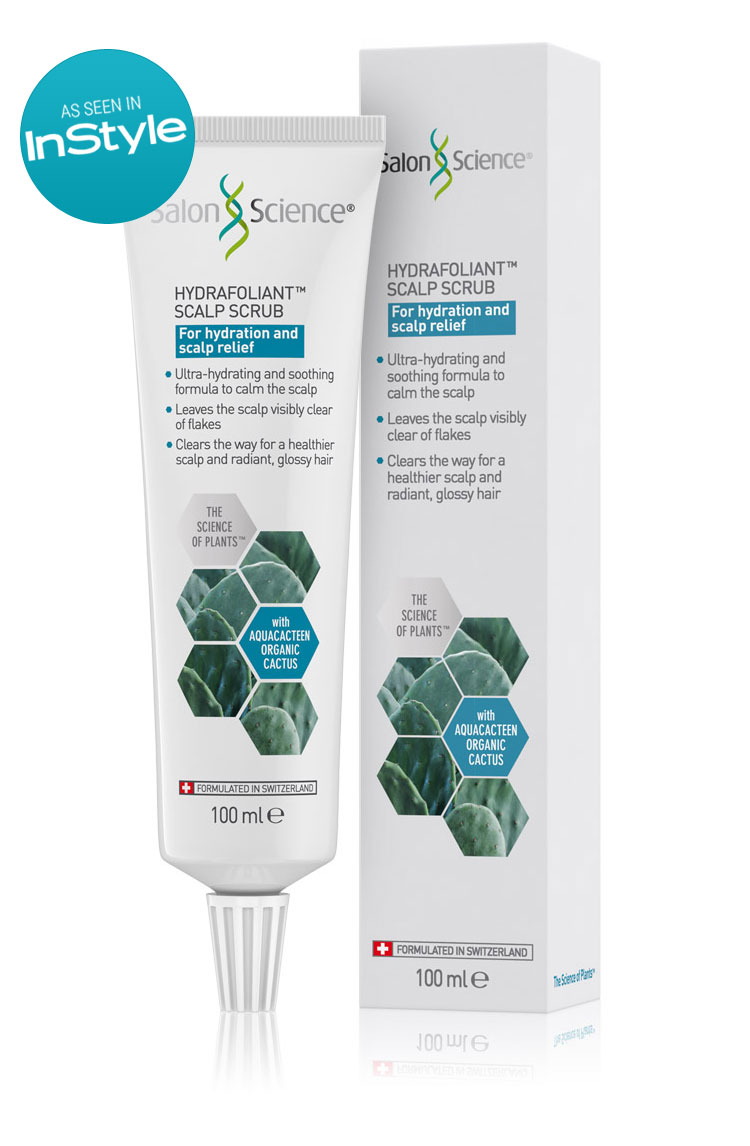 AS SEEN IN
InStyle
Salon Science®
HYDRAFOLIANT™
SCALP SCRUB
For hydration and
scalp relief
• Ultra-hydrating and soothing
formula to calm the scalp
• Leaves the scalp visibly clear
of flakes
• Clears the way for a healthier
scalp and radiant, glossy hair
THE
SCIENCE
OF PLANTS™
with
AQUACACTEEN
ORGANIC
CACTUS
FORMULATED IN SWITZERLAND
100 ml ℮
Salon Science®
HYDRAFOLIANT™
SCALP SCRUB
For hydration and
scalp relief
• Ultra-hydrating and
soothing formula to
calm the scalp
• Leaves the scalp visibly
clear of flakes
• Clears the way for a
healthier scalp and
radiant, glossy hair
THE
SCIENCE
OF PLANTS™
with
AQUACACTEEN
ORGANIC
CACTUS
FORMULATED IN SWITZERLAND
100 ml ℮
The Science of Plants™